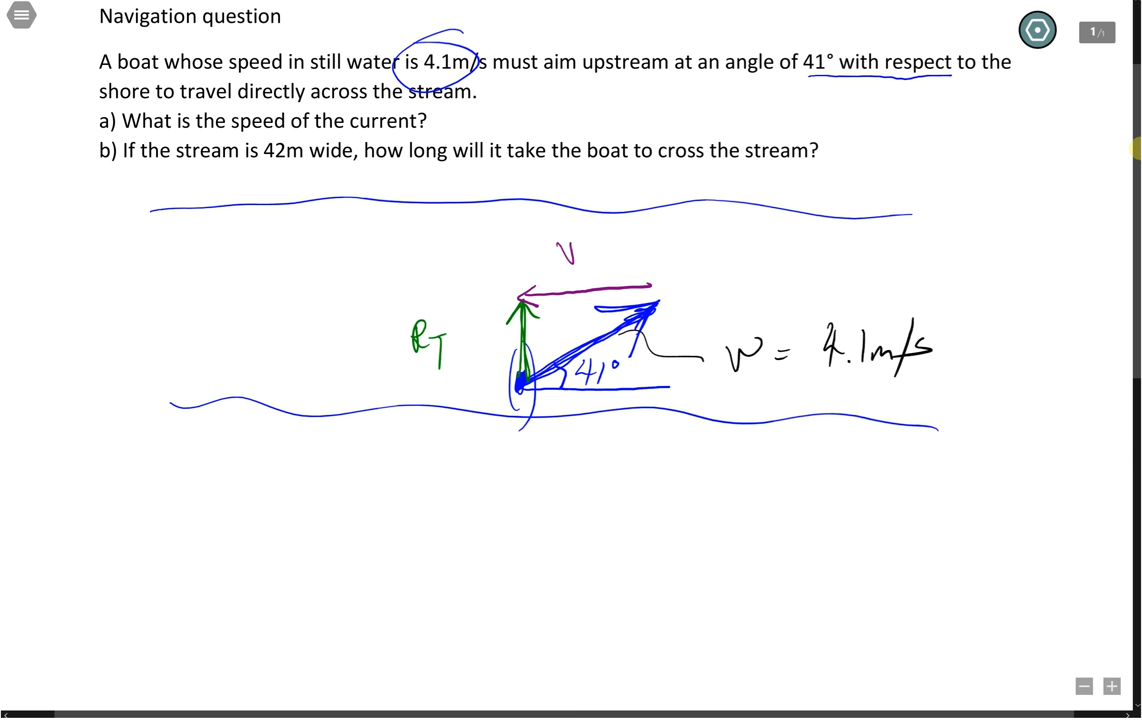 Navigation question
1/1
A boat whose speed in still water is 4.1m/s must aim upstream at an angle of 41° with respect to the
shore to travel directly across the stream.
a) What is the speed of the current?
b) If the stream is 42m wide, how long will it take the boat to cross the stream?
V
R_T
41°
W = 4.1m/s